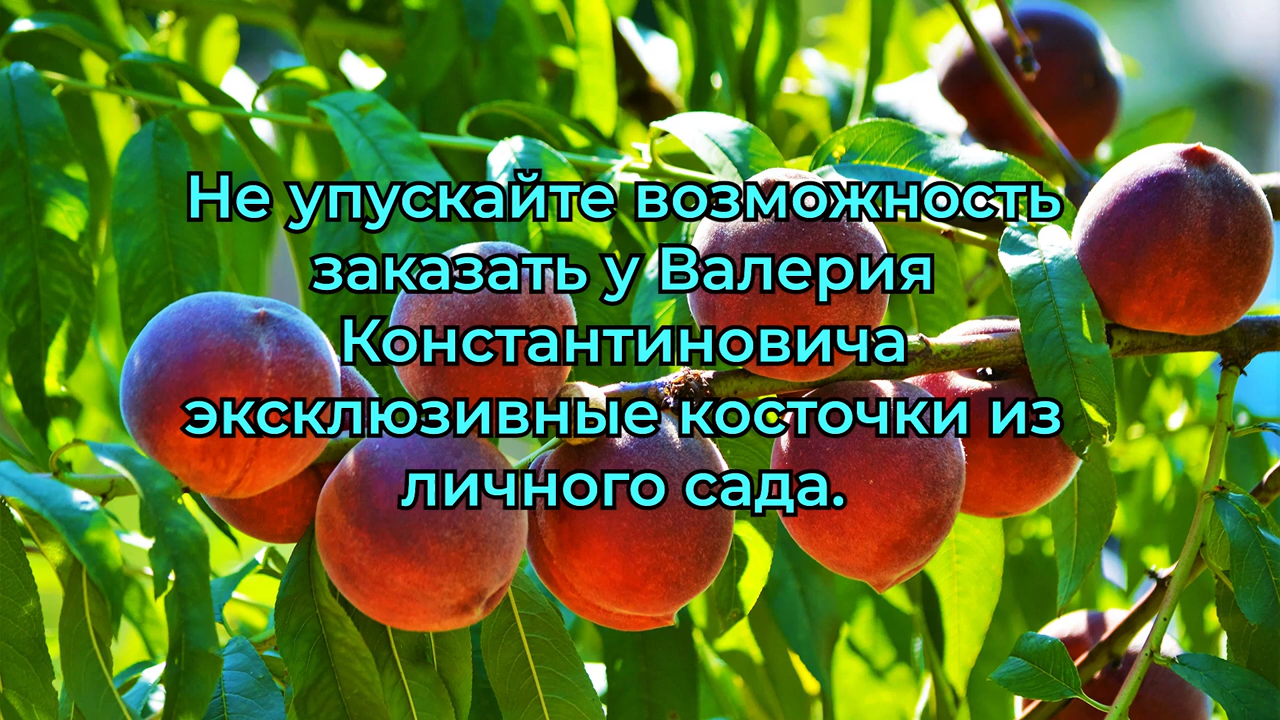 Не упускайте возможность
заказать у Валерия
Константиновича
эксклюзивные косточки из
личного сада.